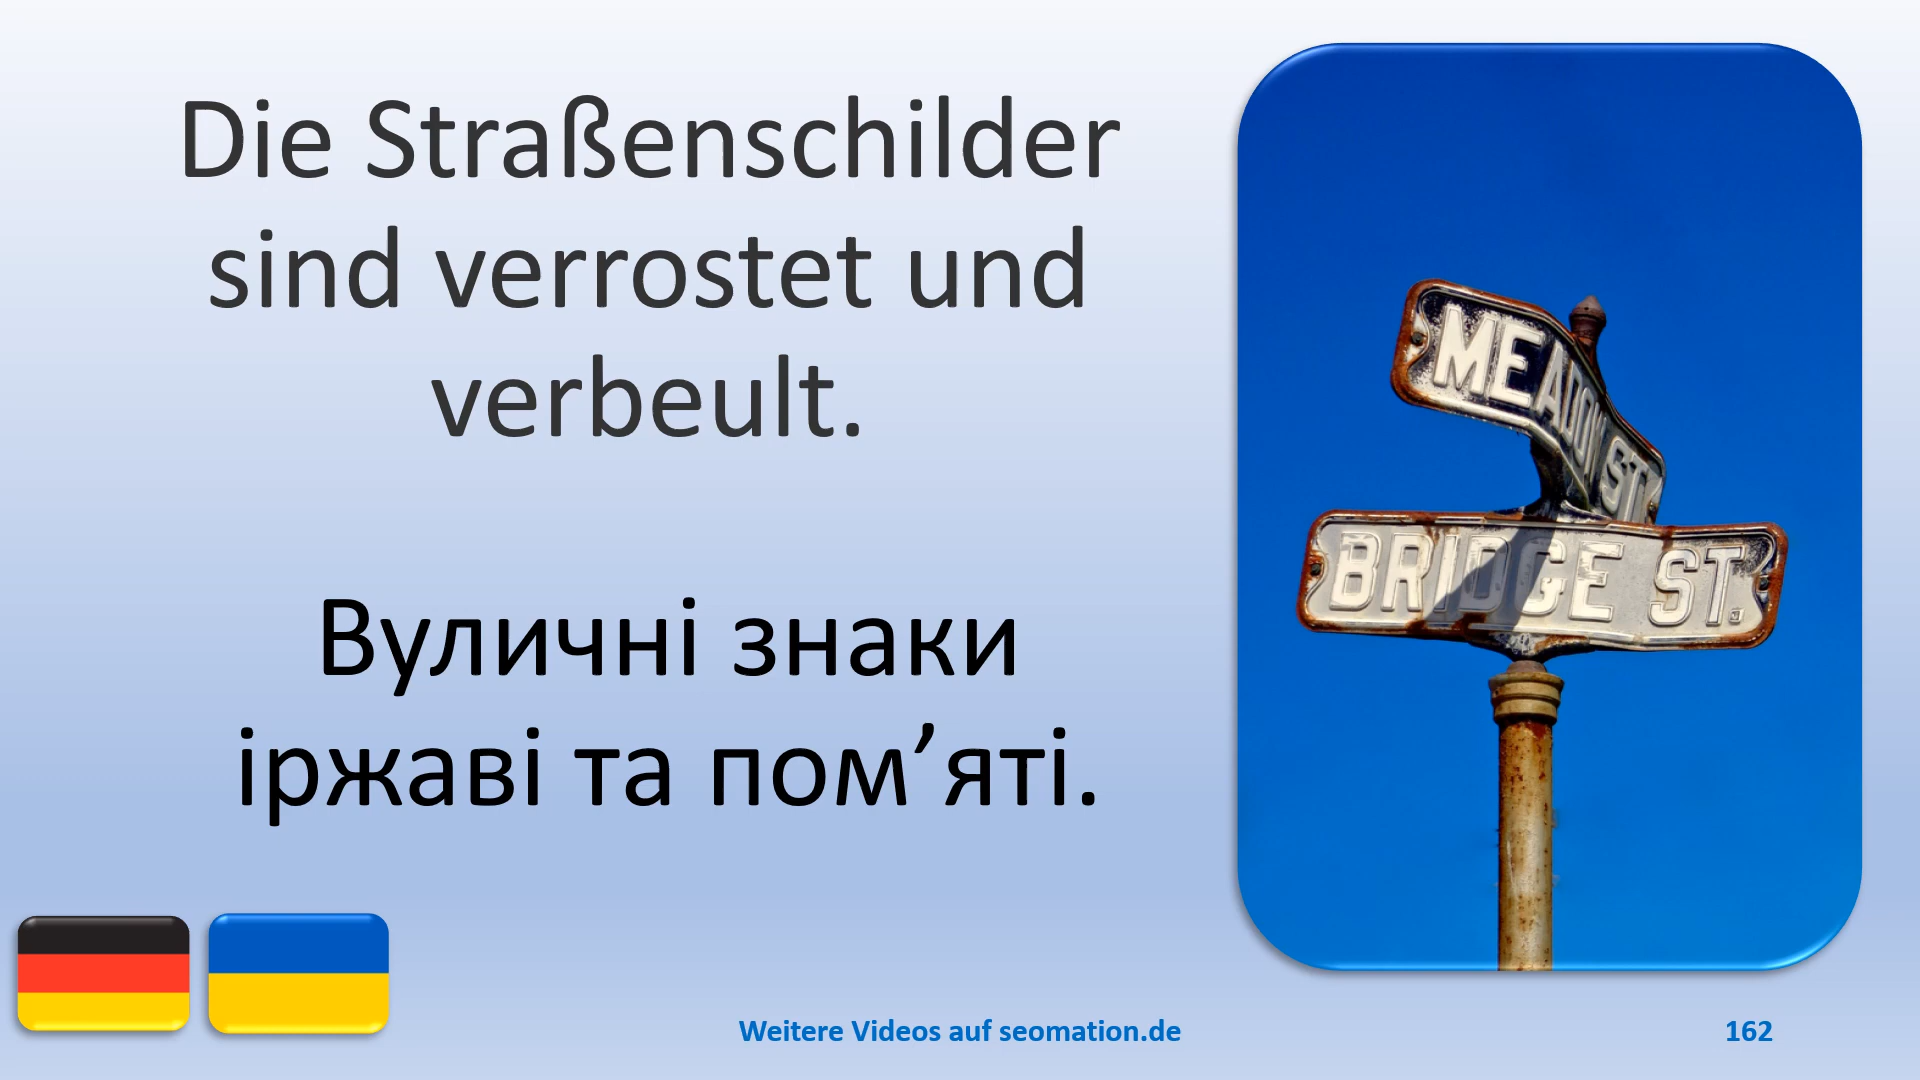 Die Straßenschilder
sind verrostet und
verbeult.
Вуличні знаки
іржаві та пом’яті.
MEADOW ST.
BRIDGE ST.
Weitere Videos auf seomation.de
162